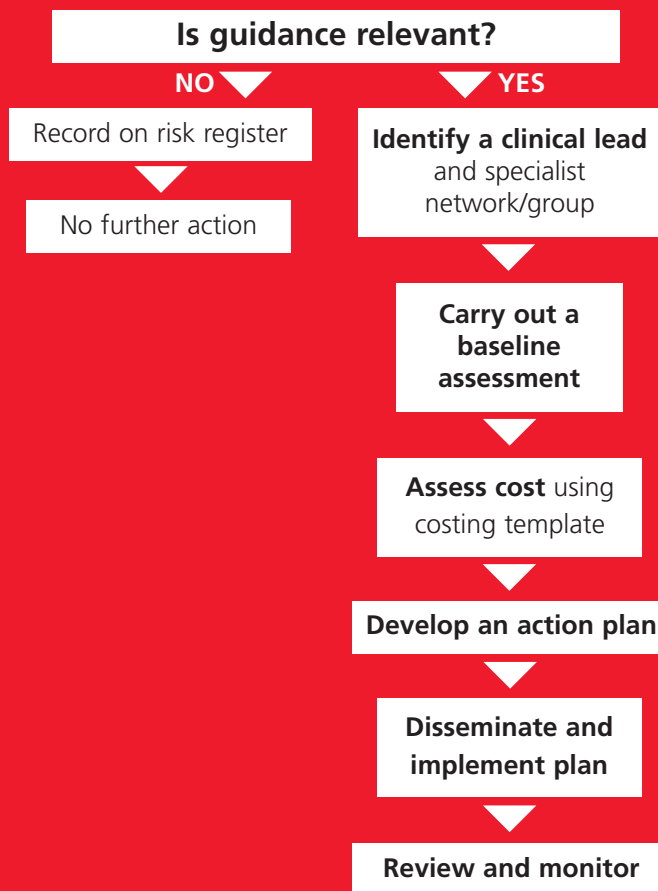 Is guidance relevant?
NO
YES
Record on risk register
No further action
Identify a clinical lead
and specialist
network/group
Carry out a
baseline
assessment
Assess cost using
costing template
Develop an action plan
Disseminate and
implement plan
Review and monitor